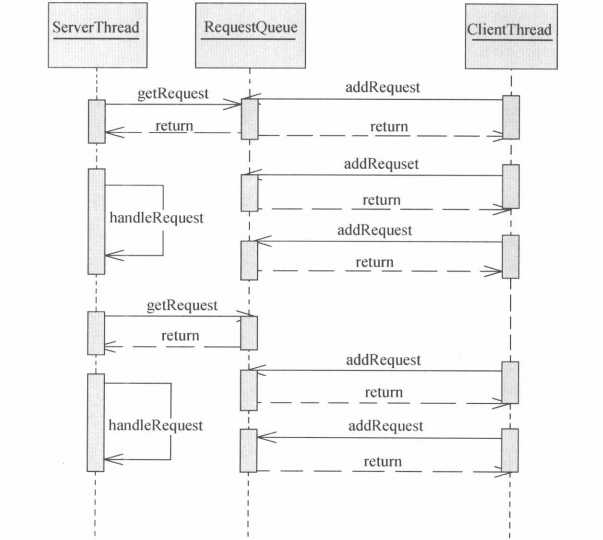 ServerThread
RequestQueue
ClientThread
getRequest
addRequest
return
return
addRequset
return
handleRequest
addRequest
return
getRequest
return
addRequest
return
handleRequest
addRequest
return